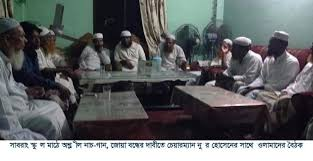 সাবরাং স্কুল মাঠে অশ্লীল নাচ-গান, জোয়া বন্ধের দাবীতে চেয়ারম্যান নুর হোসেনের সাথে ওলামাদের বৈঠক